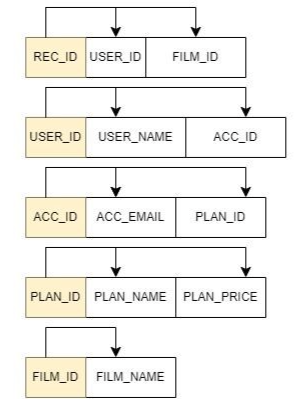 REC_ID USER_ID FILM_ID
USER_ID USER_NAME ACC_ID
ACC_ID ACC_EMAIL PLAN_ID
PLAN_ID PLAN_NAME PLAN_PRICE
FILM_ID FILM_NAME